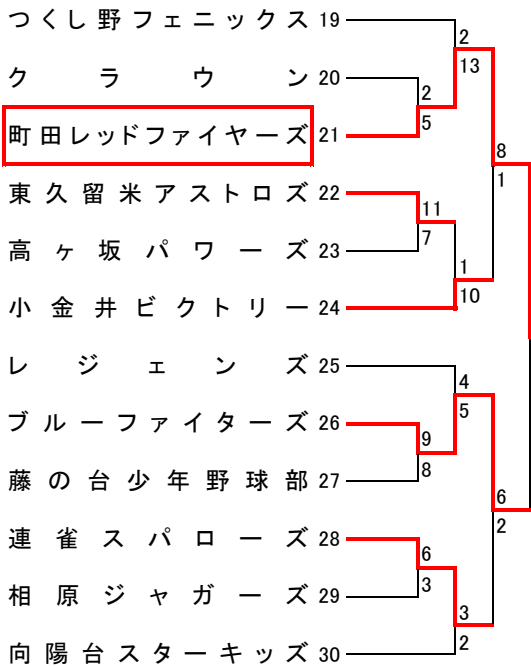 つくし野フェニックス 19
クラウン 20
町田レッドファイヤーズ 21
東久留米アストロズ 22
高ヶ坂パワーズ 23
小金井ビクトリー 24
レジェンズ 25
ブルーファイターズ 26
藤の台少年野球部 27
連雀スパローズ 28
相原ジャガーズ 29
向陽台スターキッズ 30
2
13
2
5
8
1
11
7
1
10
4
5
9
8
6
2
6
3
3
2